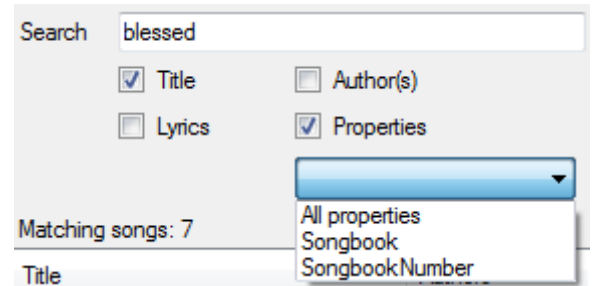 Search blessed
Title Author(s)
Lyrics Properties
All properties
Matching songs: 7 Songbook
Title SongbookNumber